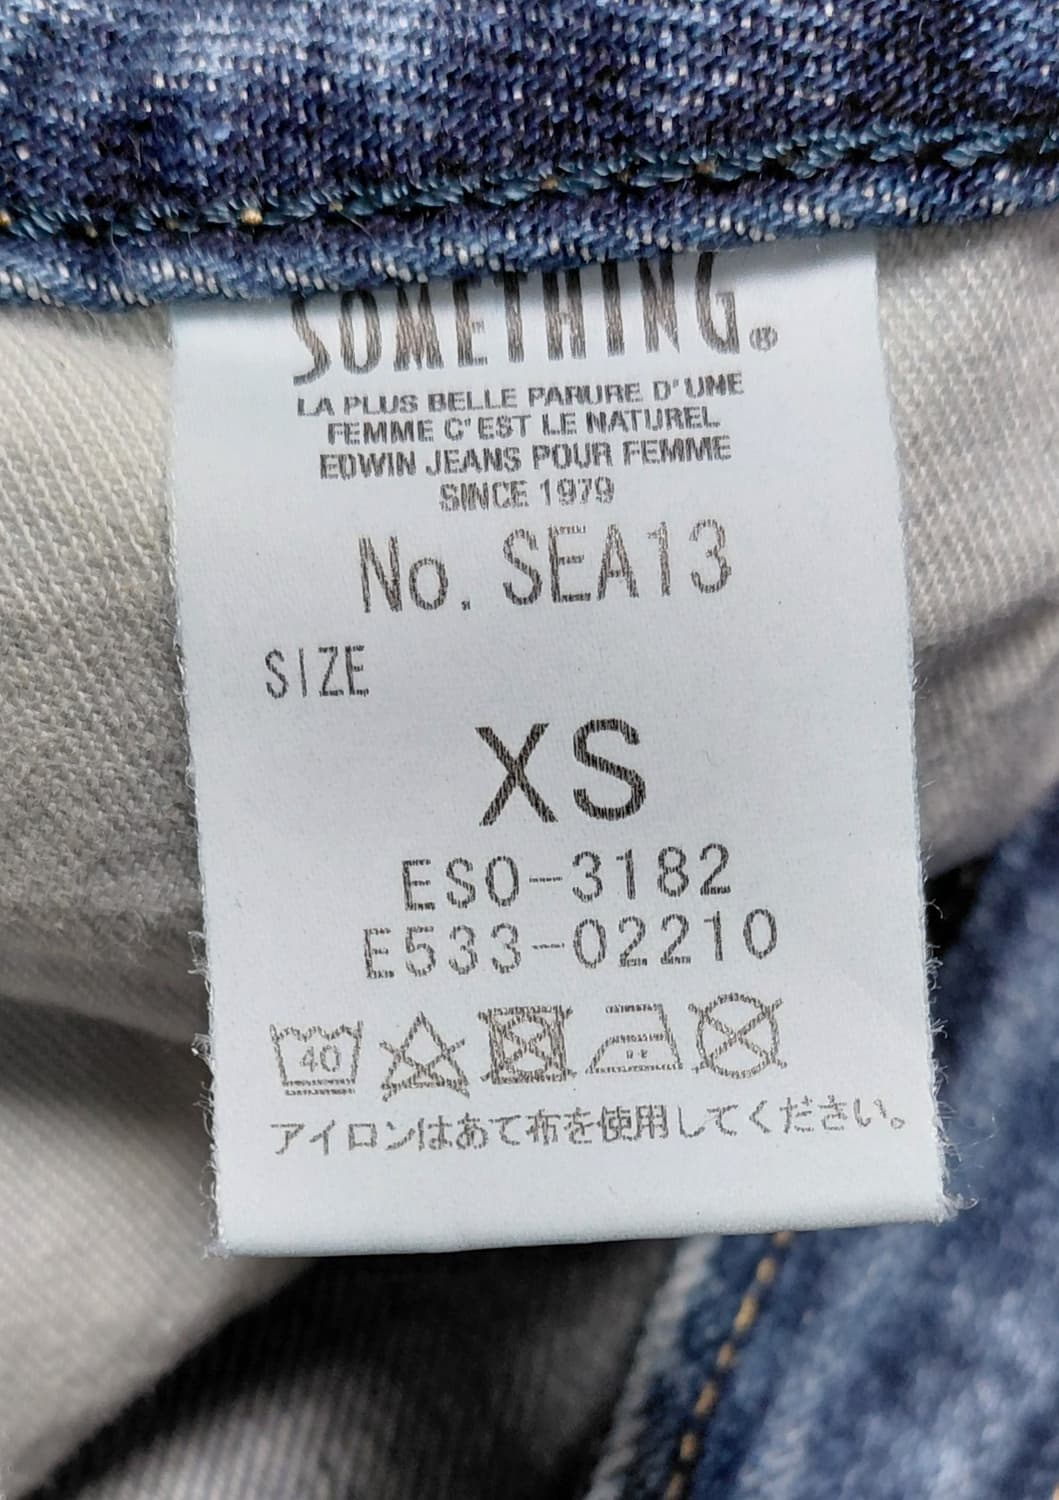 SOMETHING®
LA PLUS BELLE PARURE D'UNE
FEMME C'EST LE NATUREL
EDWIN JEANS POUR FEMME
SINCE 1979
No. SEA13
SIZE
XS
ESO-3182
E533-02210
40
アイロンはあて布を使用してください。